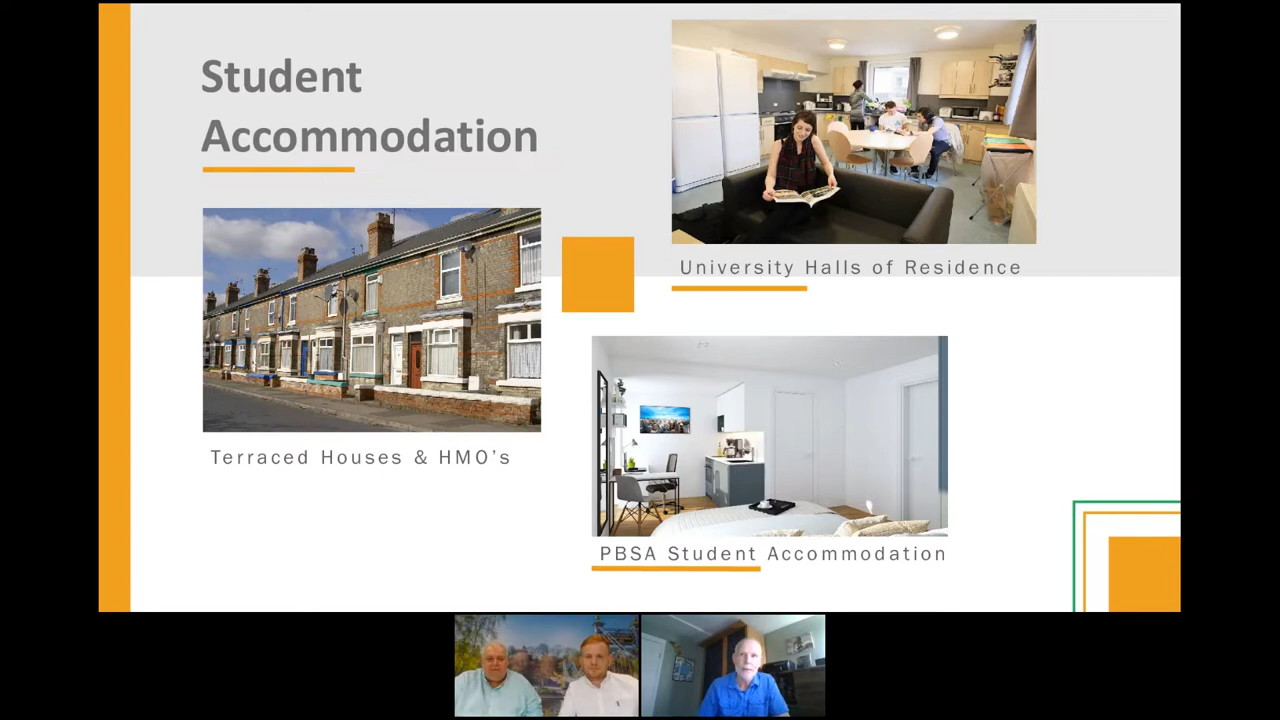 Student
Accommodation
University Halls of Residence
Terraced Houses & HMO’s
PBSA Student Accommodation